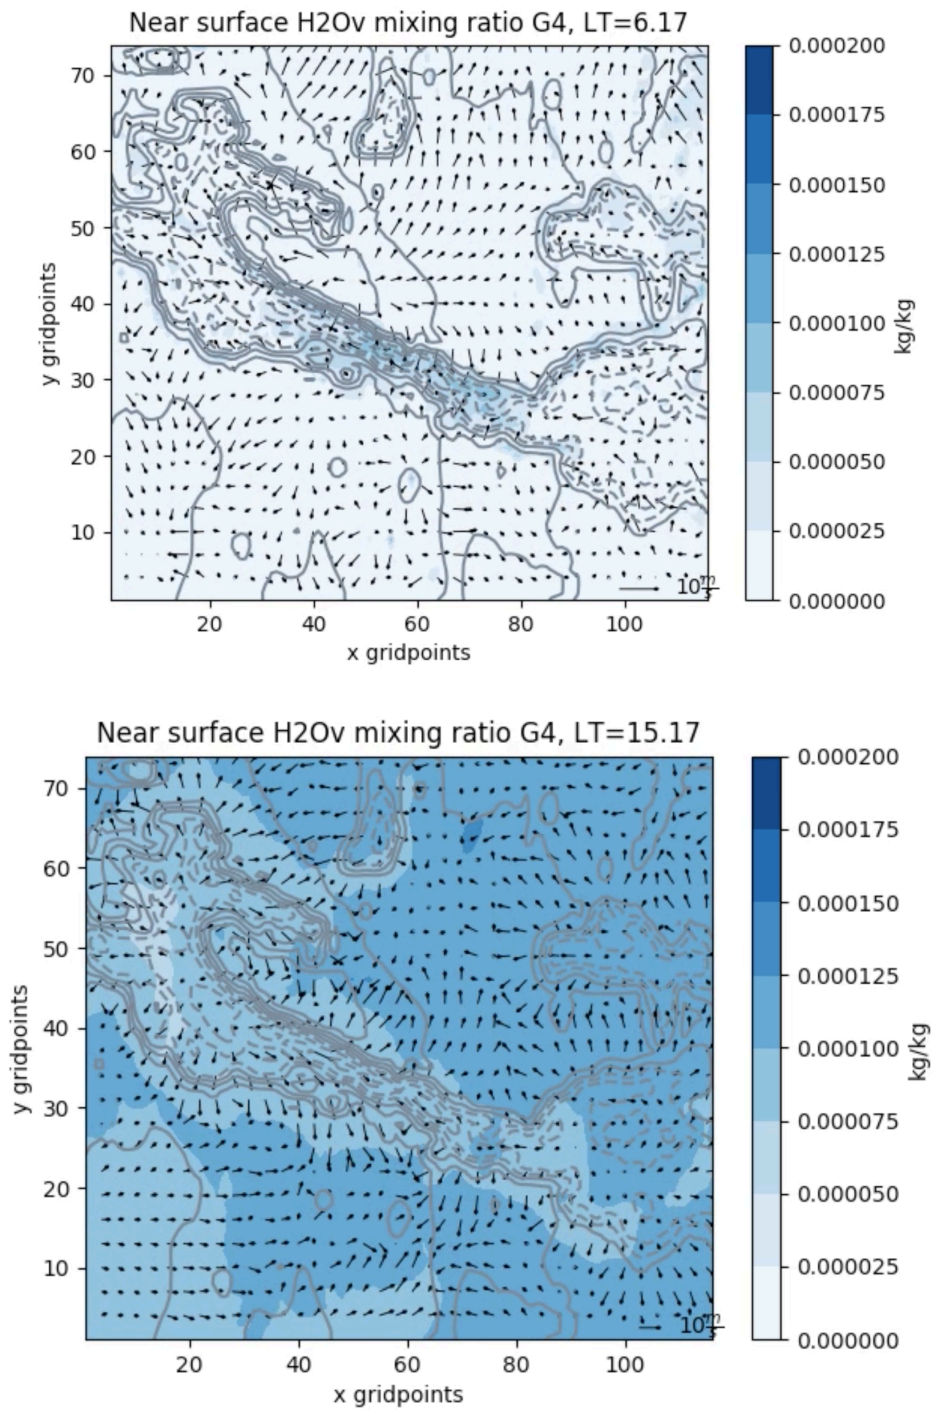 Near surface H2Ov mixing ratio G4, LT=6.17
70
60
50
40
30
20
10
y gridpoints
20 40 60 80 100
x gridpoints
10 m/s
0.000200
0.000175
0.000150
0.000125
0.000100
0.000075
0.000050
0.000025
0.000000
kg/kg
Near surface H2Ov mixing ratio G4, LT=15.17
70
60
50
40
30
20
10
y gridpoints
20 40 60 80 100
x gridpoints
10 m/s
0.000200
0.000175
0.000150
0.000125
0.000100
0.000075
0.000050
0.000025
0.000000
kg/kg